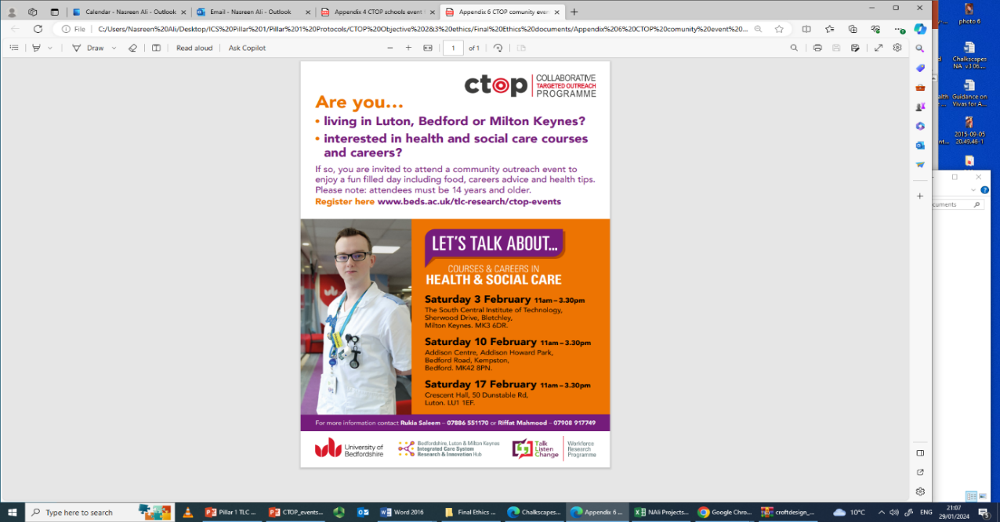 Calendar - Nasreen Ali - Outlook
Email - Nasreen Ali - Outlook
Appendix 4 CTOP schools event
Appendix 6 CTOP comunity even
photo 6
File
C:/Users/Nasreen%20Ali/Desktop/ICS%20Pillar%201/Pillar%201%20Protocols/CTOP%20Objective%202&3%20ethics/Final%20Ethics%20documents/Appendix%206%20CTOP%20comunity%20event%20...
Draw
Read aloud
Ask Copilot
1
of 1
Chalkscapes
NA_v3.06....
Guidance on
Vivas for A...
2015-09-05
20.49.46-1
cuments
ctop
COLLABORATIVE
TARGETED OUTREACH
PROGRAMME
Are you...
• living in Luton, Bedford or Milton Keynes?
• interested in health and social care courses
and careers?
If so, you are invited to attend a community outreach event to
enjoy a fun filled day including food, careers advice and health tips.
Please note: attendees must be 14 years and older.
Register here www.beds.ac.uk/tlc-research/ctop-events
LET'S TALK ABOUT...
COURSES & CAREERS IN
HEALTH & SOCIAL CARE
Saturday 3 February 11am – 3.30pm
The South Central Institute of Technology,
Sherwood Drive, Bletchley,
Milton Keynes. MK3 6DR.
Saturday 10 February 11am – 3.30pm
Addison Centre, Addison Howard Park,
Bedford Road, Kempston,
Bedford. MK42 8PN.
Saturday 17 February 11am – 3.30pm
Crescent Hall, 50 Dunstable Rd,
Luton. LU1 1EF.
For more information contact Rukia Saleem – 07886 551170 or Riffat Mahmood – 07908 917749
University of
Bedfordshire
Bedfordshire, Luton & Milton Keynes
Integrated Care System
Research & Innovation Hub
Talk
Listen
Change
Workforce
Research
Programme
Type here to search
Pillar 1 TLC ...
CTOP_events...
Word 2016
Final Ethics ...
Chalkscapes...
Appendix 6 ...
NAli Projects...
Google Chro...
croftdesign_...
10°C
ENG
21:07
29/01/2024